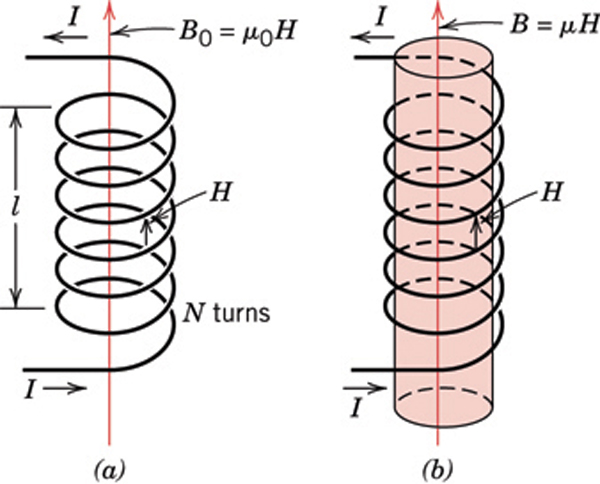 I
B₀ = μ₀H
l
H
N turns
I
(a)
I
B = μH
H
I
(b)